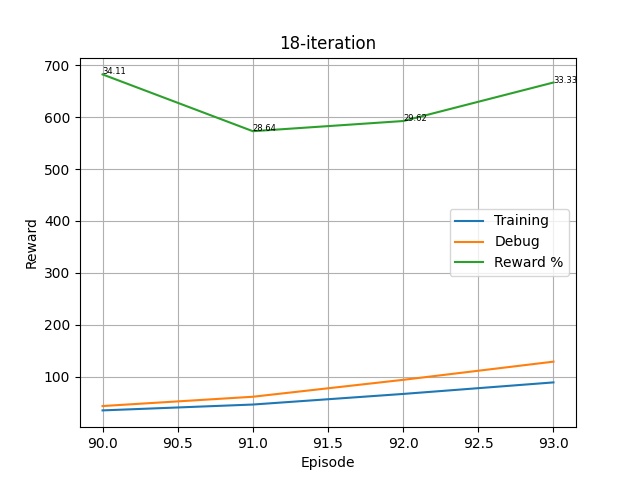 18-iteration
700
600
500
400
300
200
100
Reward
34.11
28.64
29.62
33.33
Training
Debug
Reward %
90.0 90.5 91.0 91.5 92.0 92.5 93.0
Episode